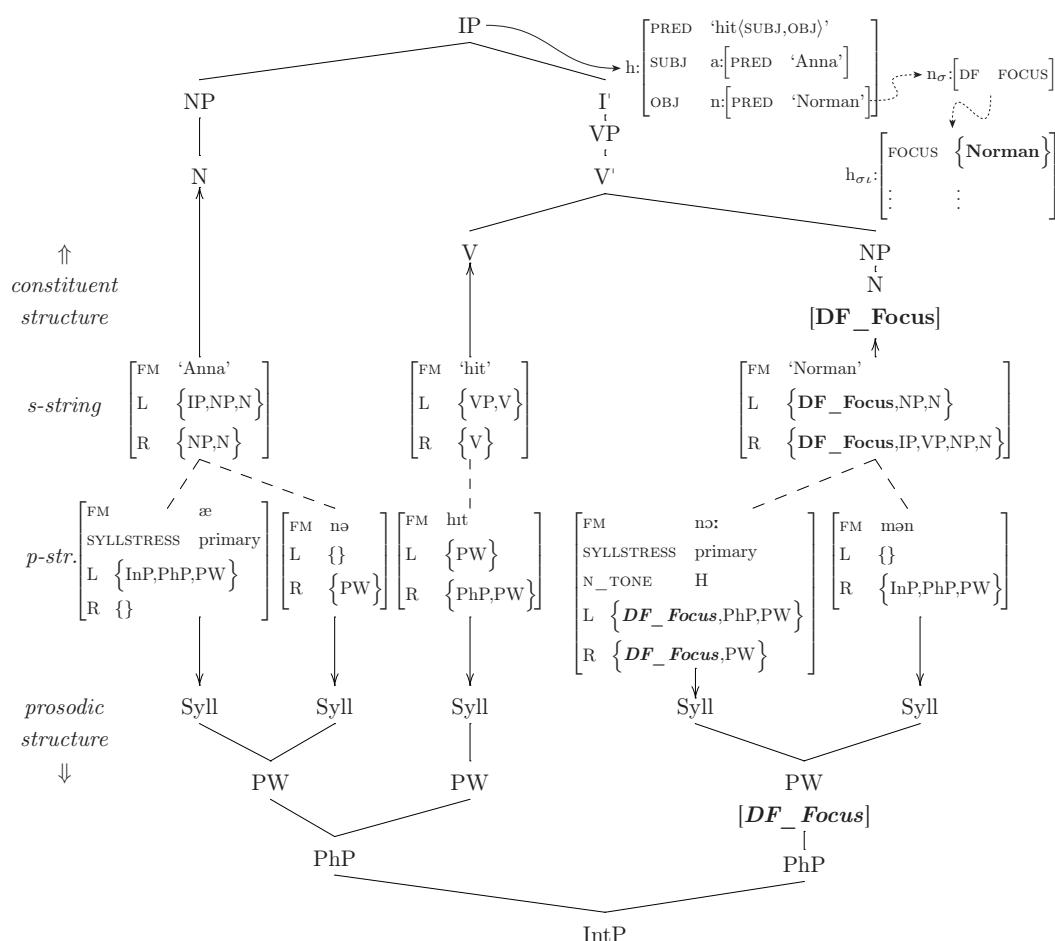 IP
h:[PRED ‘hit⟨SUBJ,OBJ⟩’
SUBJ a:[PRED ‘Anna’]
OBJ n:[PRED ‘Norman’]]
nσ:[DF FOCUS]
hσι:[FOCUS {Norman}
⋮ ⋮]
NP I'
VP
N V'
V NP
N
[DF_Focus]
⇑
constituent
structure
s-string
[FM ‘Anna’
L {IP,NP,N}
R {NP,N}]
[FM ‘hit’
L {VP,V}
R {V}]
[FM ‘Norman’
L {DF_Focus,NP,N}
R {DF_Focus,IP,VP,NP,N}]
p-str.
[FM æ
SYLLSTRESS primary
L {InP,PhP,PW}
R {}]
[FM nə
L {}
R {PW}]
[FM hɪt
L {PW}
R {PhP,PW}]
[FM nɔː
SYLLSTRESS primary
N_TONE H
L {DF_Focus,PhP,PW}
R {DF_Focus,PW}]
[FM mən
L {}
R {InP,PhP,PW}]
prosodic
structure
⇓
Syll Syll Syll Syll Syll
PW PW PW
[DF_Focus]
PhP PhP
IntP